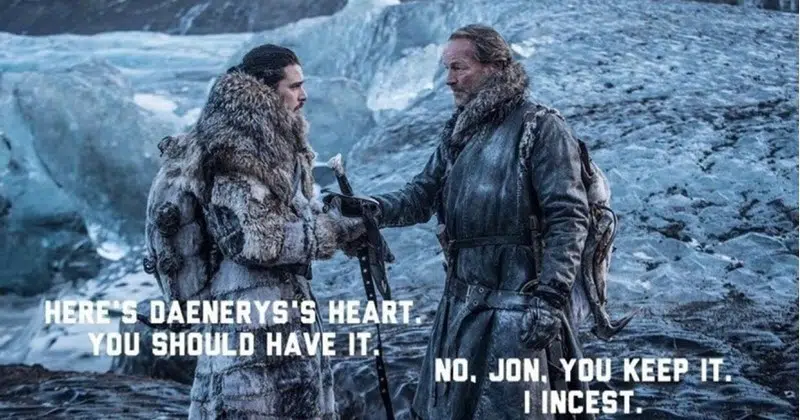 HERE'S DAENERYS'S HEART.
YOU SHOULD HAVE IT.
NO, JON, YOU KEEP IT.
I INCEST.